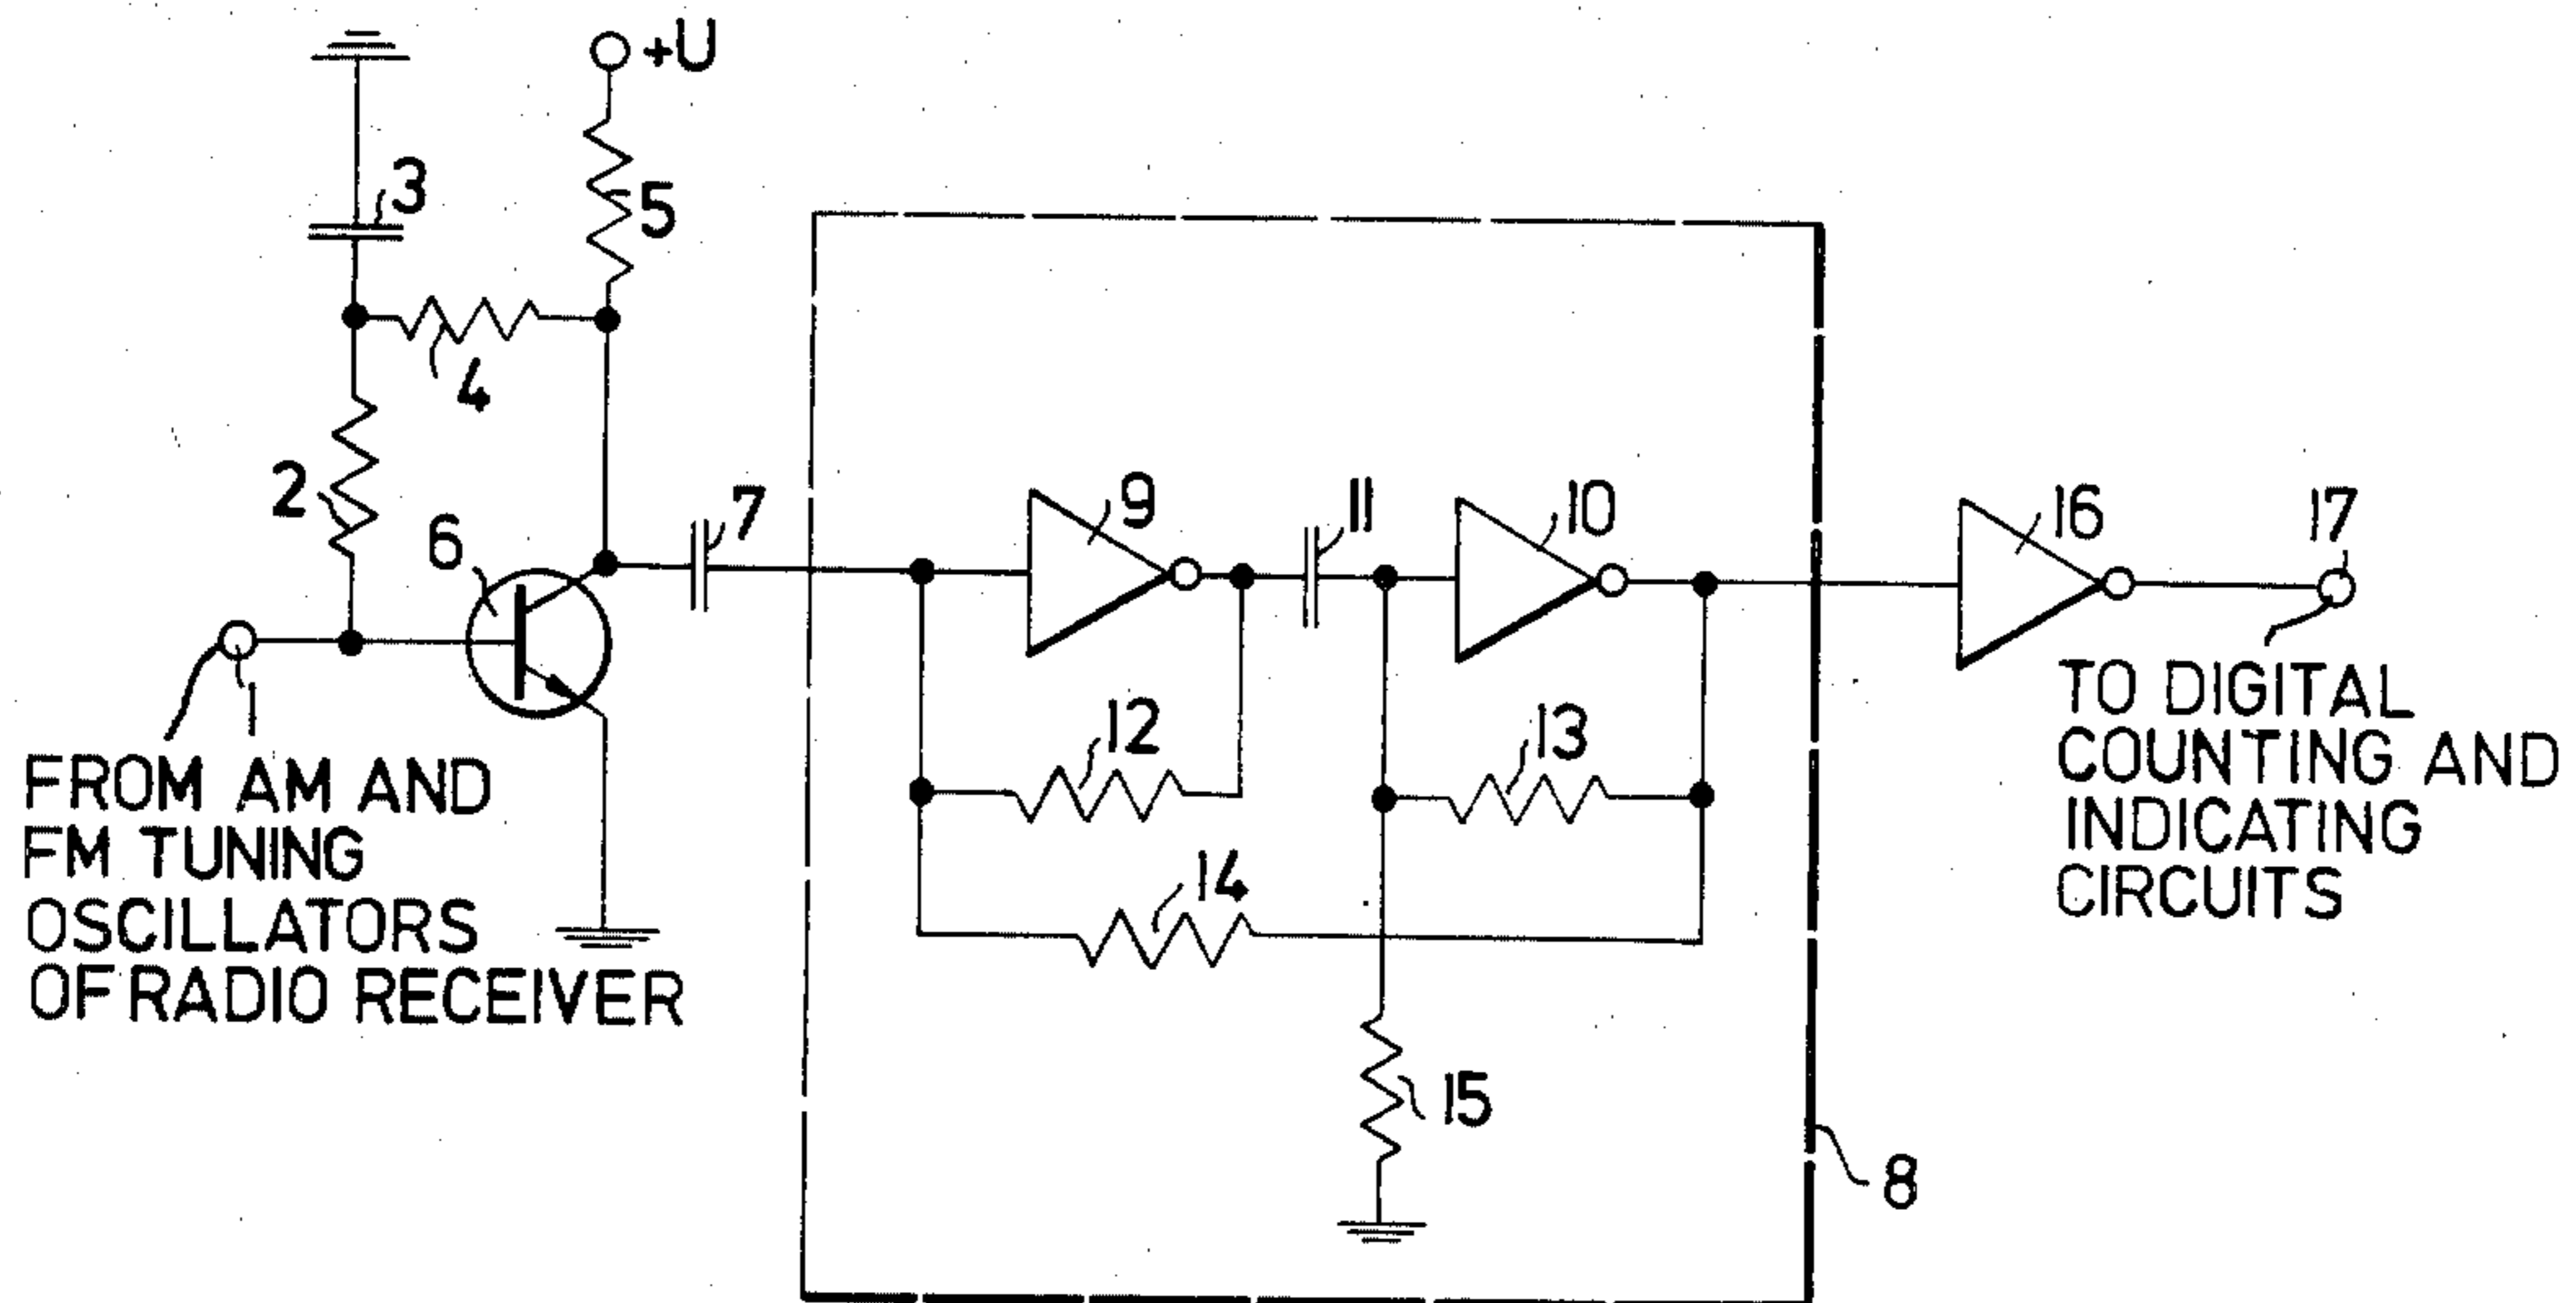 +U
3
5
4
2
6
7
9
11
10
16
17
1
12
13
14
15
8
FROM AM AND
FM TUNING
OSCILLATORS
OF RADIO RECEIVER
TO DIGITAL
COUNTING AND
INDICATING
CIRCUITS